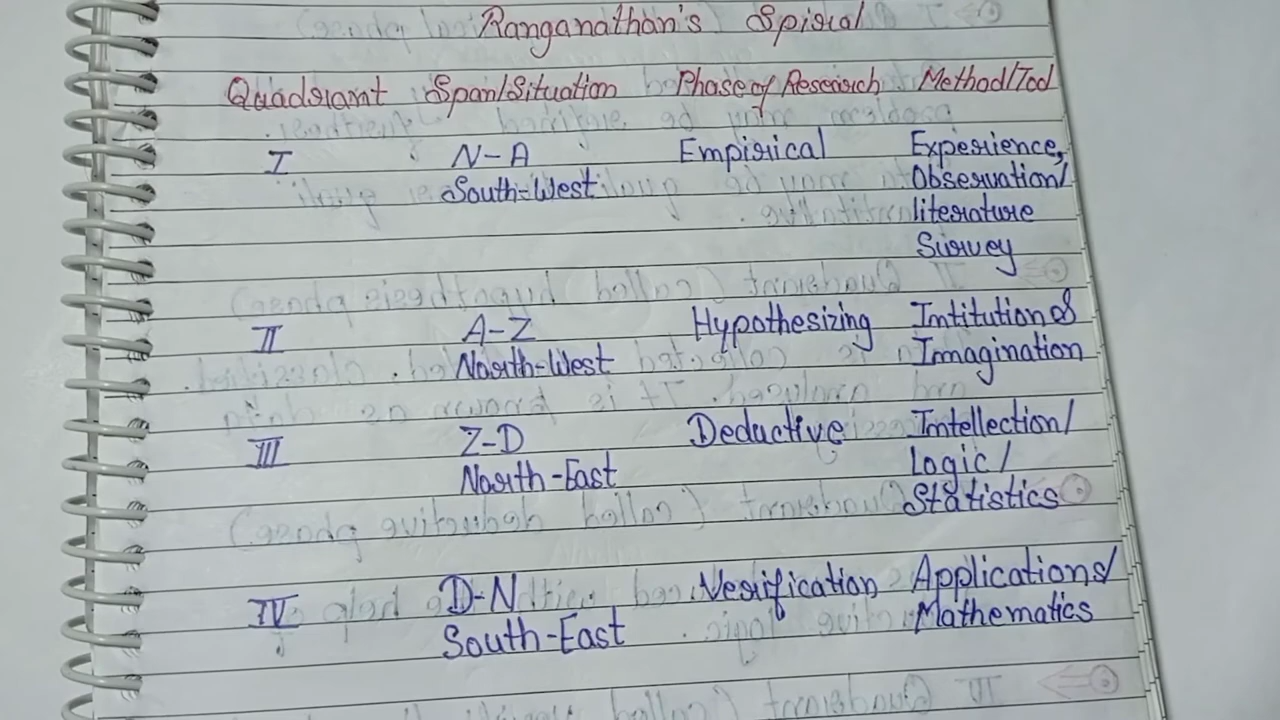 Ranganathan's Spiral
Quadrant Span/Situation Phase of Research Method/Tool
I N-A Empirical Experience,
South-West Observation/
literature
Survey
II A-Z Hypothesizing Intitution &
North-West Imagination
III Z-D Deductive Intellection/
North-East Logic/
Statistics
IV D-N Verification Applications/
South-East Mathematics